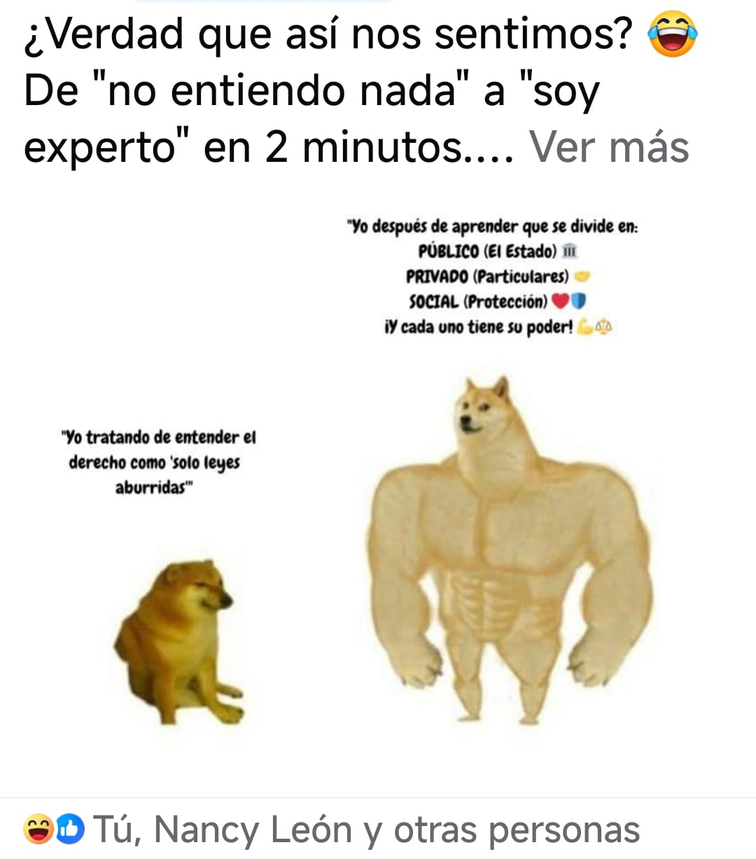 ¿Verdad que así nos sentimos? 😂
De "no entiendo nada" a "soy
experto" en 2 minutos.... Ver más
"Yo después de aprender que se divide en:
PÚBLICO (El Estado) 🏛️
PRIVADO (Particulares) 🤝
SOCIAL (Protección) ❤️🛡️
¡Y cada uno tiene su poder! 💪⚖️
"Yo tratando de entender el
derecho como 'solo leyes
aburridas'"
Tú, Nancy León y otras personas